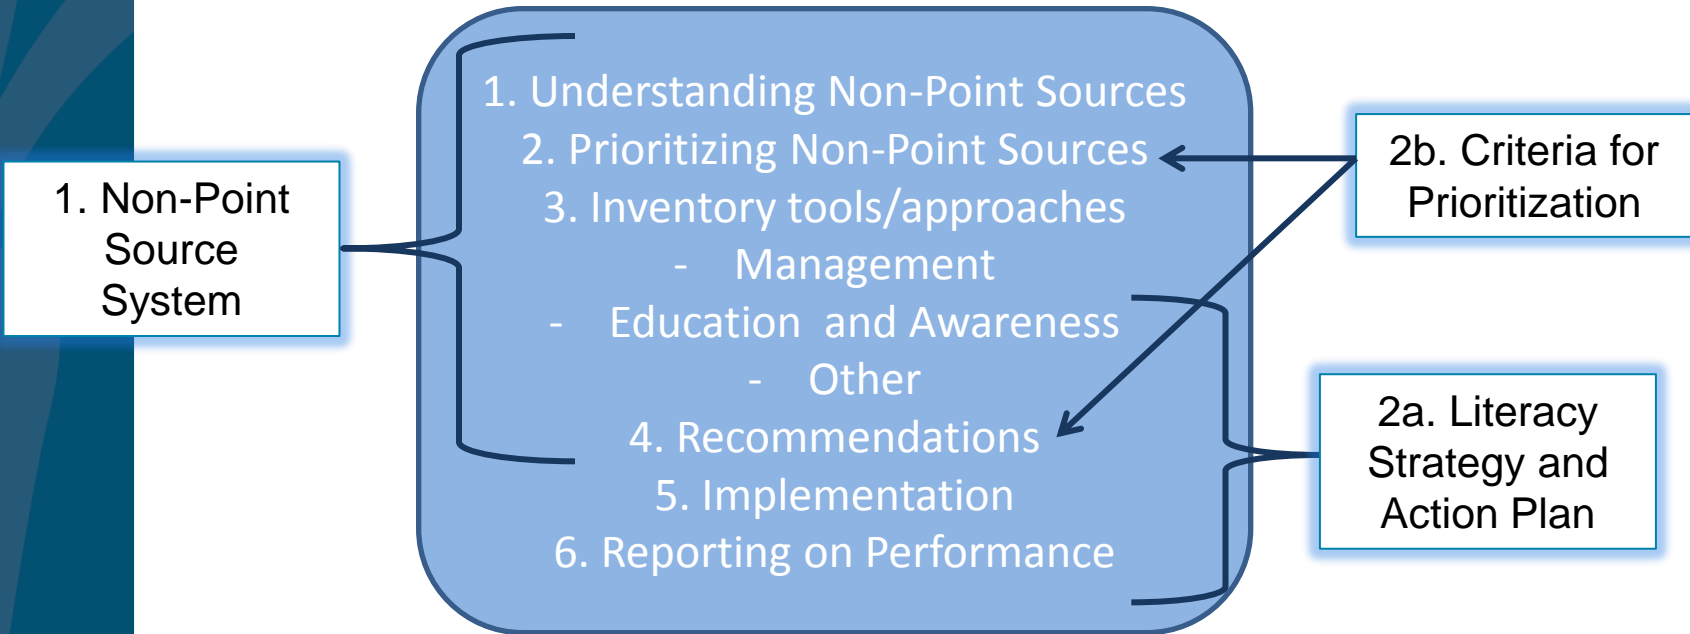 1. Non-Point
Source
System
1. Understanding Non-Point Sources
2. Prioritizing Non-Point Sources
3. Inventory tools/approaches
- Management
- Education and Awareness
- Other
4. Recommendations
5. Implementation
6. Reporting on Performance
2b. Criteria for
Prioritization
2a. Literacy
Strategy and
Action Plan